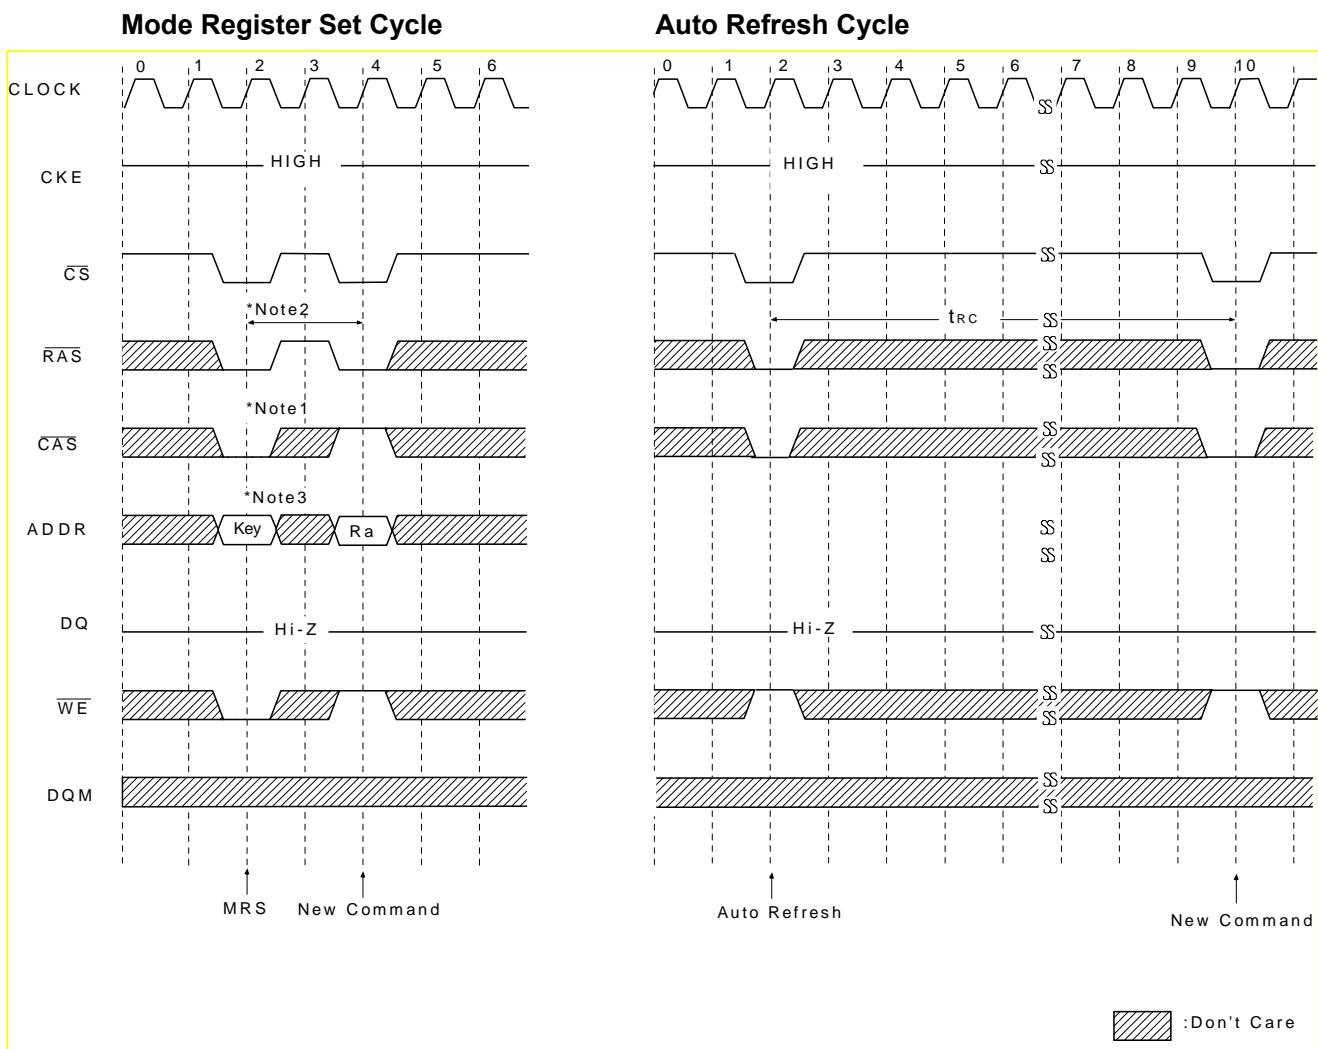 Mode Register Set Cycle
Auto Refresh Cycle
0 1 2 3 4 5 6
0 1 2 3 4 5 6 7 8 9 10
CLOCK
CKE
HIGH
HIGH
CS
*Note2
tRC
RAS
*Note1
CAS
*Note3
ADDR
Key
Ra
DQ
Hi-Z
Hi-Z
WE
DQM
MRS
New Command
Auto Refresh
New Command
:Don't Care